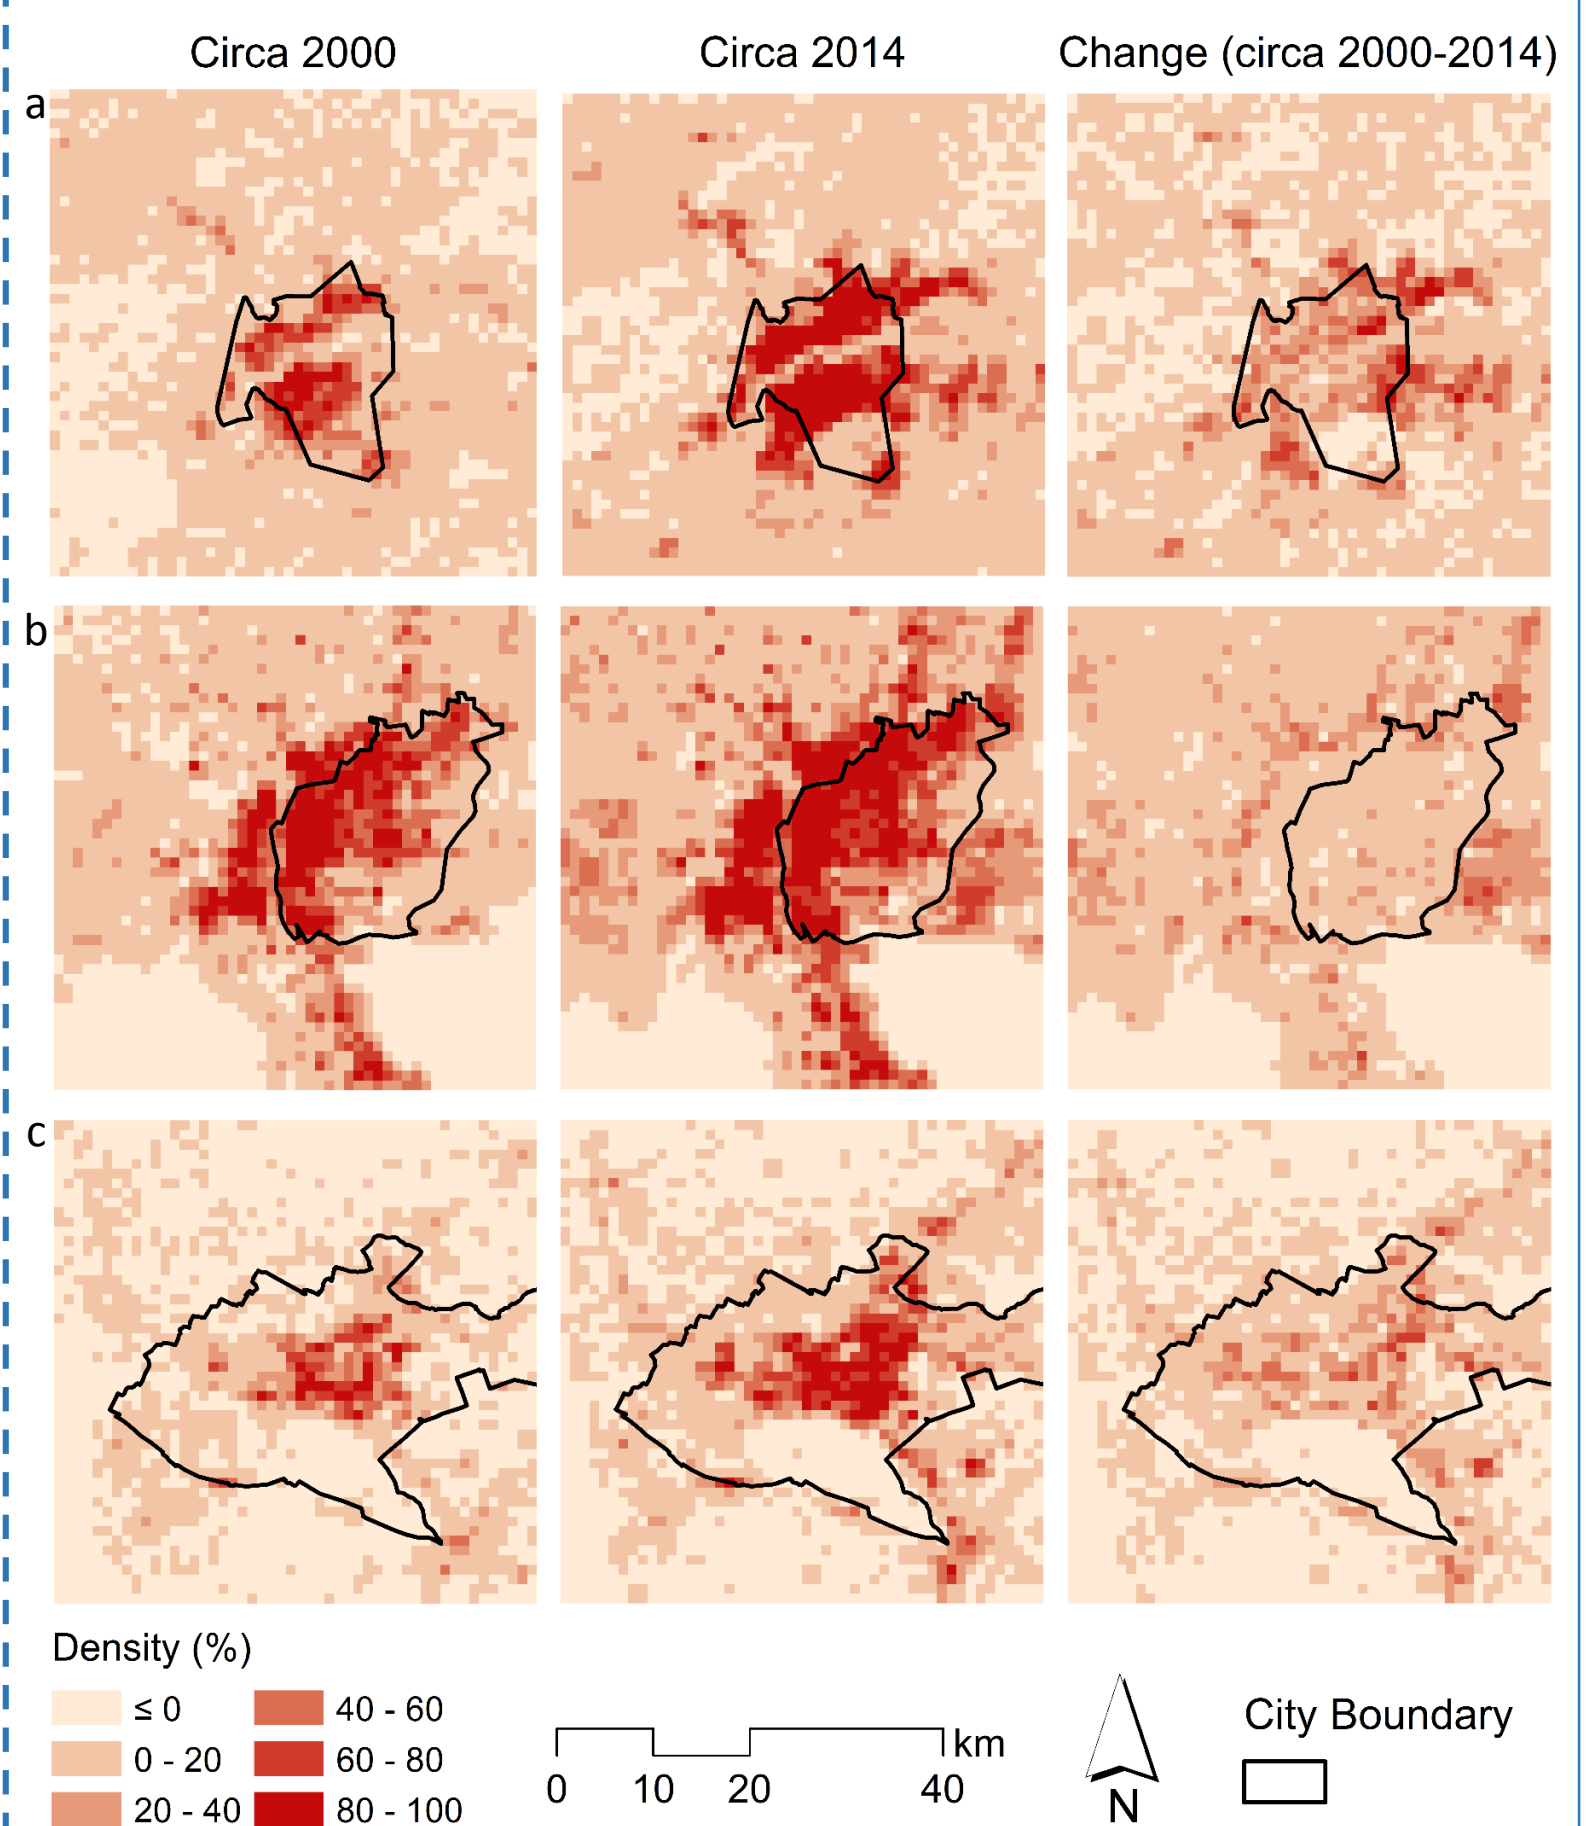 Circa 2000 Circa 2014 Change (circa 2000-2014)
a
b
c
Density (%)
≤ 0 40 - 60
0 - 20 60 - 80
20 - 40 80 - 100
km
0 10 20 40
N
City Boundary